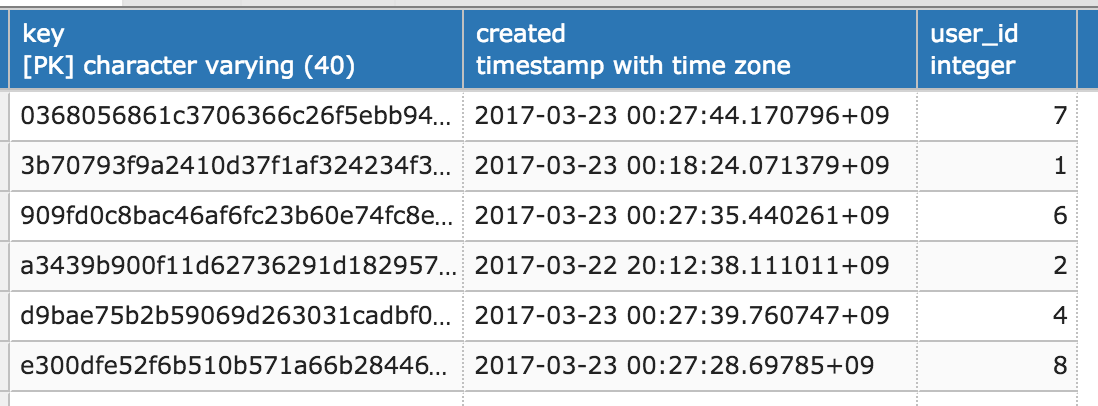 key created user_id
[PK] character varying (40) timestamp with time zone integer
0368056861c3706366c26f5ebb94... 2017-03-23 00:27:44.170796+09 7
3b70793f9a2410d37f1af324234f3... 2017-03-23 00:18:24.071379+09 1
909fd0c8bac46af6fc23b60e74fc8e... 2017-03-23 00:27:35.440261+09 6
a3439b900f11d62736291d182957... 2017-03-22 20:12:38.111011+09 2
d9bae75b2b59069d263031cadbf0... 2017-03-23 00:27:39.760747+09 4
e300dfe52f6b510b571a66b28446... 2017-03-23 00:27:28.69785+09 8